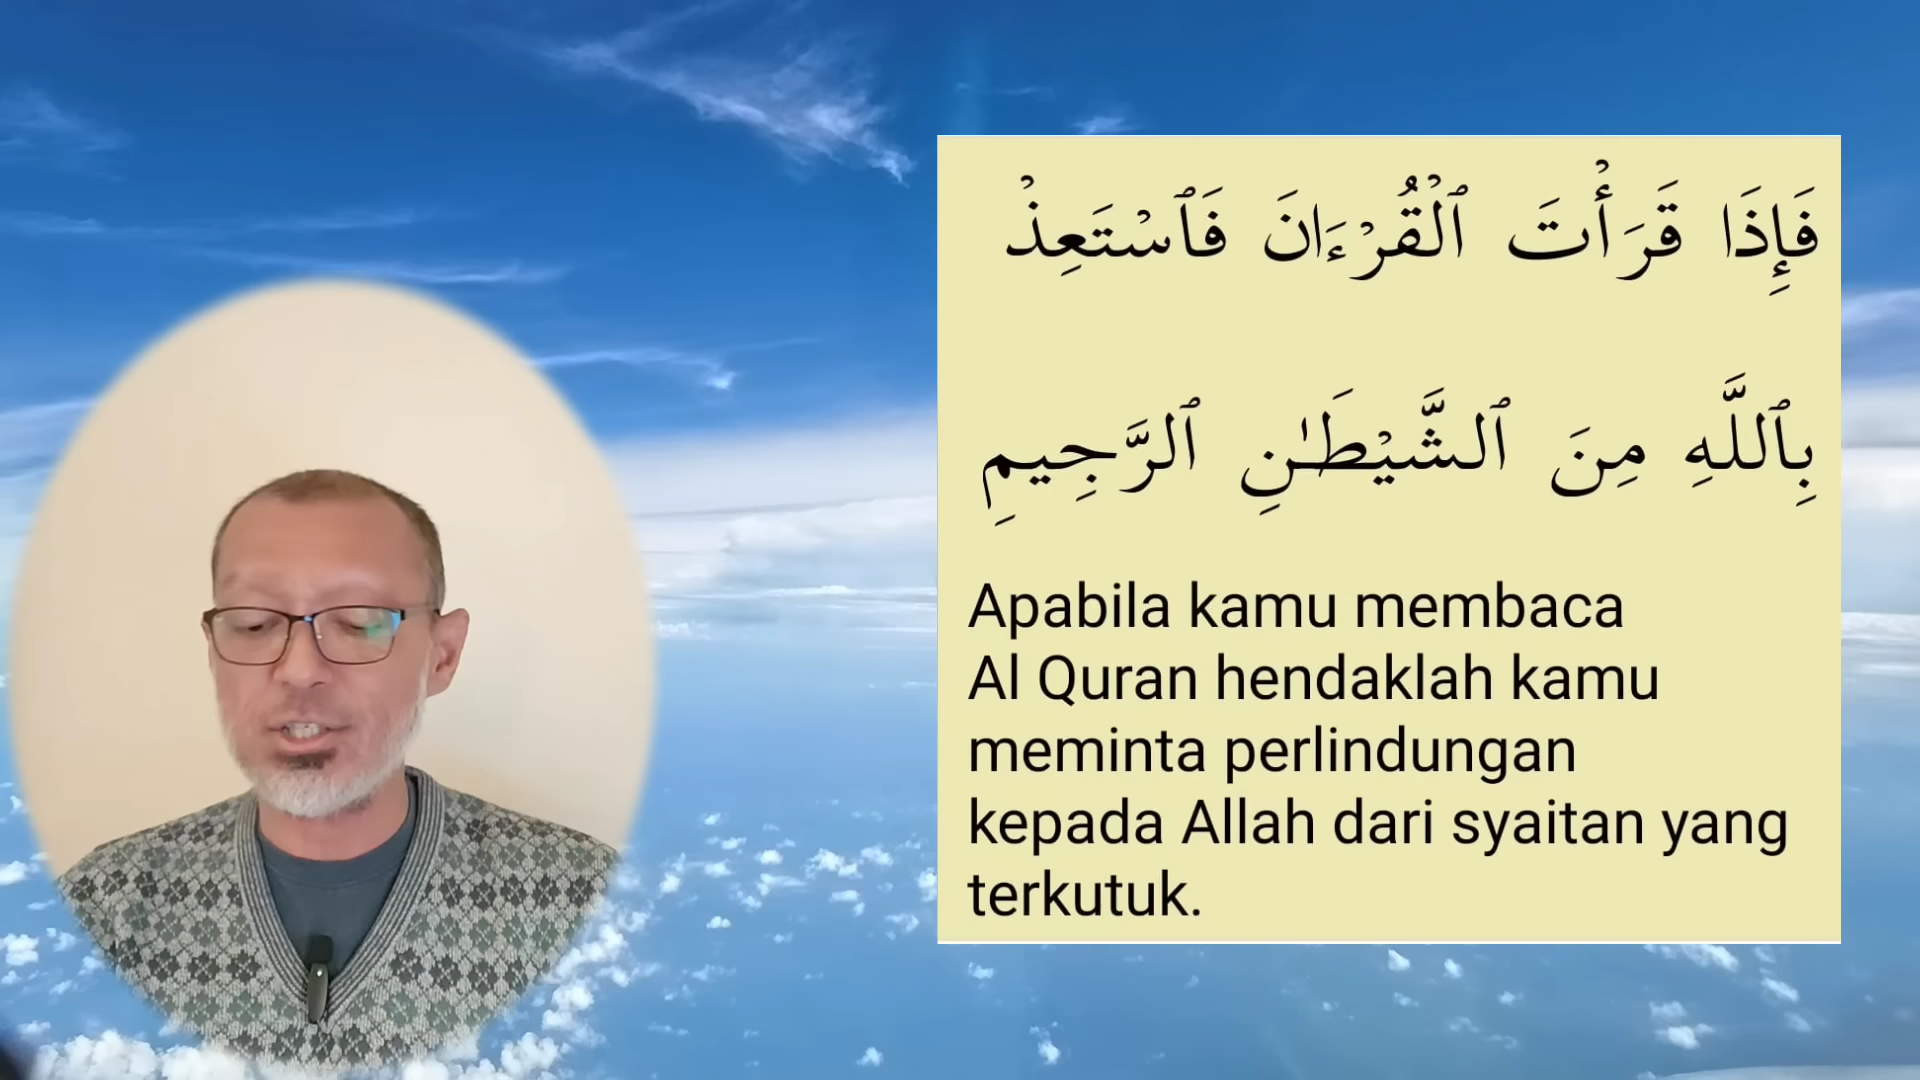 فَإِذَا قَرَأْتَ ٱلْقُرْءَانَ فَٱسْتَعِذْ
بِٱللَّهِ مِنَ ٱلشَّيْطَـٰنِ ٱلرَّجِيمِ
Apabila kamu membaca
Al Quran hendaklah kamu
meminta perlindungan
kepada Allah dari syaitan yang
terkutuk.